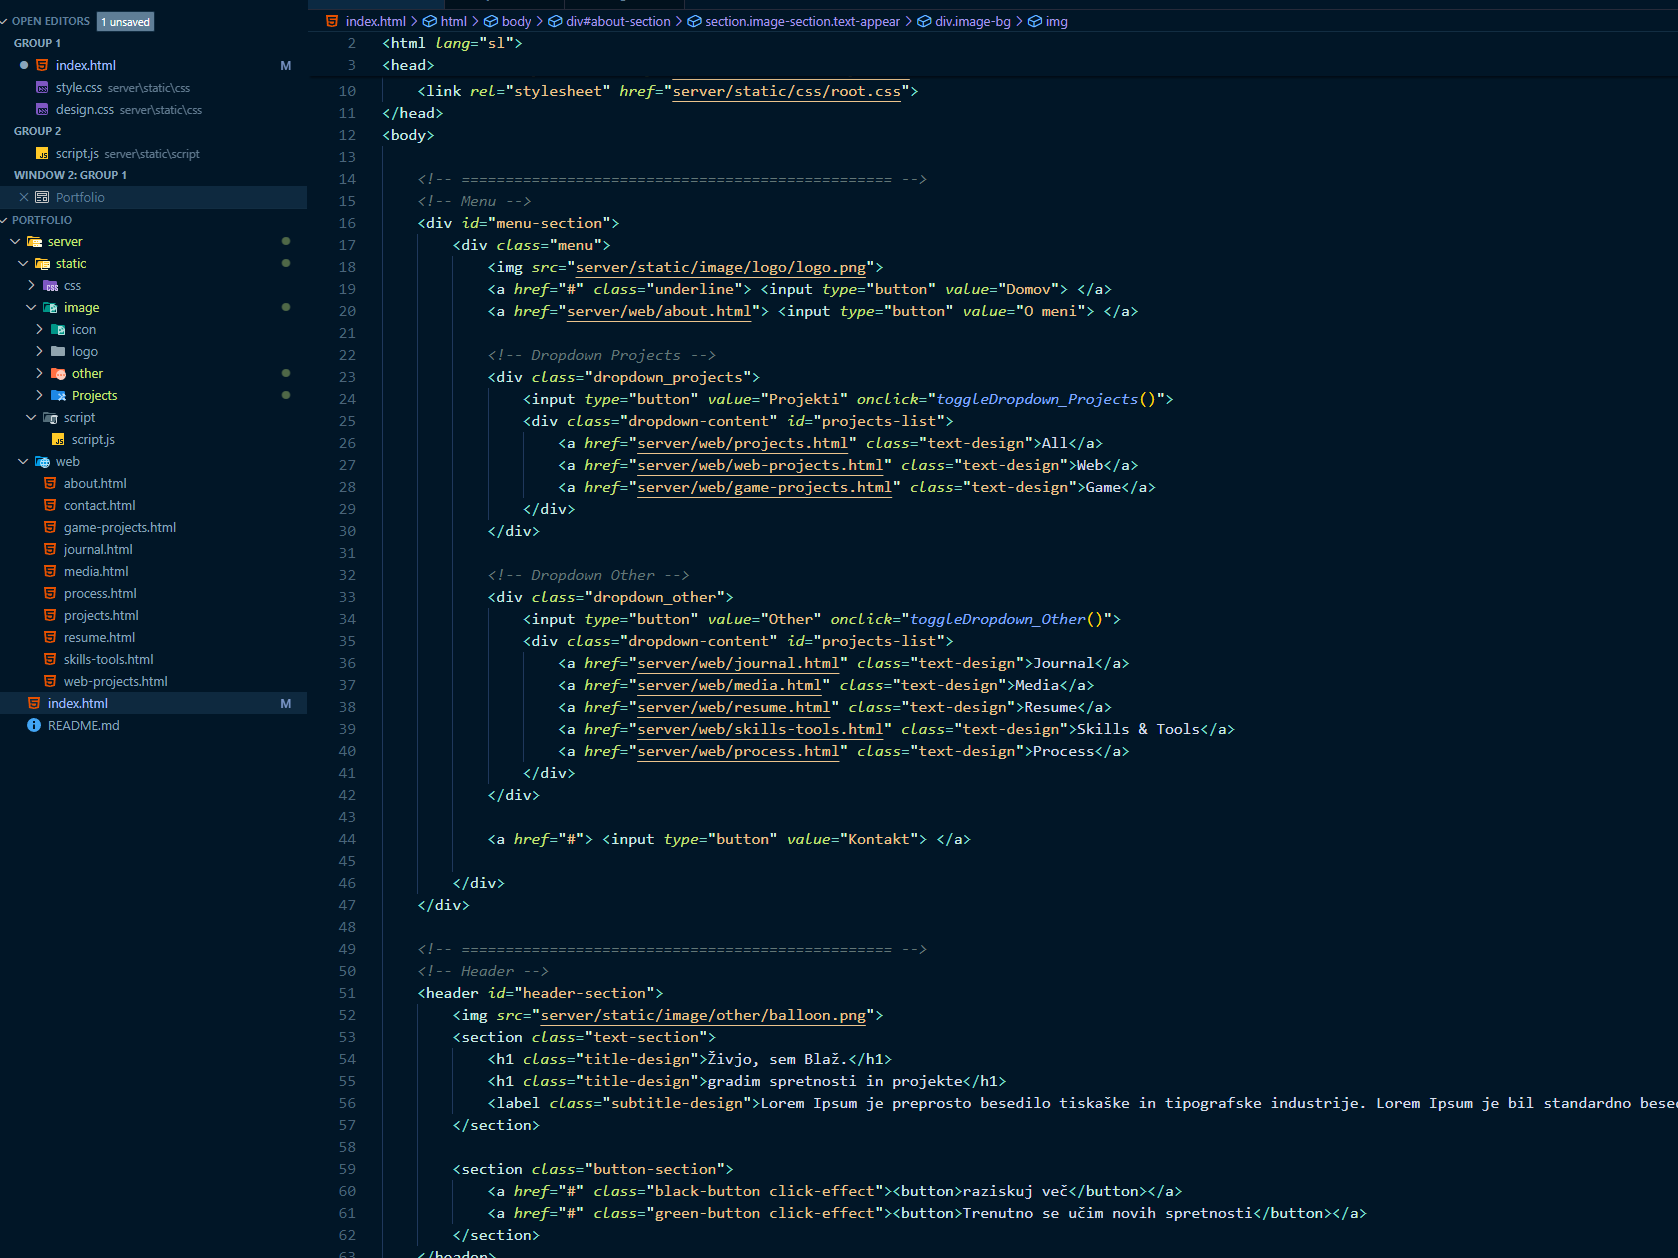 OPEN EDITORS 1 unsaved
GROUP 1
index.html M
style.css server\static\css
design.css server\static\css
GROUP 2
script.js server\static\script
WINDOW 2: GROUP 1
Portfolio
PORTFOLIO
server
static
css
image
icon
logo
other
Projects
script
script.js
web
about.html
contact.html
game-projects.html
journal.html
media.html
process.html
projects.html
resume.html
skills-tools.html
web-projects.html
index.html M
README.md
index.html > html > body > div#about-section > section.image-section.text-appear > div.image-bg > img
2 <html lang="sl">
3 <head>
10 <link rel="stylesheet" href="server/static/css/root.css">
11 </head>
12 <body>
13
14 <!-- ================================================= -->
15 <!-- Menu -->
16 <div id="menu-section">
17 <div class="menu">
18 <img src="server/static/image/logo/logo.png">
19 <a href="#" class="underline"> <input type="button" value="Domov"> </a>
20 <a href="server/web/about.html"> <input type="button" value="O meni"> </a>
21
22 <!-- Dropdown Projects -->
23 <div class="dropdown_projects">
24 <input type="button" value="Projekti" onclick="toggleDropdown_Projects()">
25 <div class="dropdown-content" id="projects-list">
26 <a href="server/web/projects.html" class="text-design">All</a>
27 <a href="server/web/web-projects.html" class="text-design">Web</a>
28 <a href="server/web/game-projects.html" class="text-design">Game</a>
29 </div>
30 </div>
31
32 <!-- Dropdown Other -->
33 <div class="dropdown_other">
34 <input type="button" value="Other" onclick="toggleDropdown_Other()">
35 <div class="dropdown-content" id="projects-list">
36 <a href="server/web/journal.html" class="text-design">Journal</a>
37 <a href="server/web/media.html" class="text-design">Media</a>
38 <a href="server/web/resume.html" class="text-design">Resume</a>
39 <a href="server/web/skills-tools.html" class="text-design">Skills & Tools</a>
40 <a href="server/web/process.html" class="text-design">Process</a>
41 </div>
42 </div>
43
44 <a href="#"> <input type="button" value="Kontakt"> </a>
45
46 </div>
47 </div>
48
49 <!-- ================================================= -->
50 <!-- Header -->
51 <header id="header-section">
52 <img src="server/static/image/other/balloon.png">
53 <section class="text-section">
54 <h1 class="title-design">Živjo, sem Blaž.</h1>
55 <h1 class="title-design">gradim spretnosti in projekte</h1>
56 <label class="subtitle-design">Lorem Ipsum je preprosto besedilo tiskaške in tipografske industrije. Lorem Ipsum je bil standardno
57 </section>
58
59 <section class="button-section">
60 <a href="#" class="black-button click-effect"><button>raziskuj več</button></a>
61 <a href="#" class="green-button click-effect"><button>Trenutno se učim novih spretnosti</button></a>
62 </section>
63 </header>